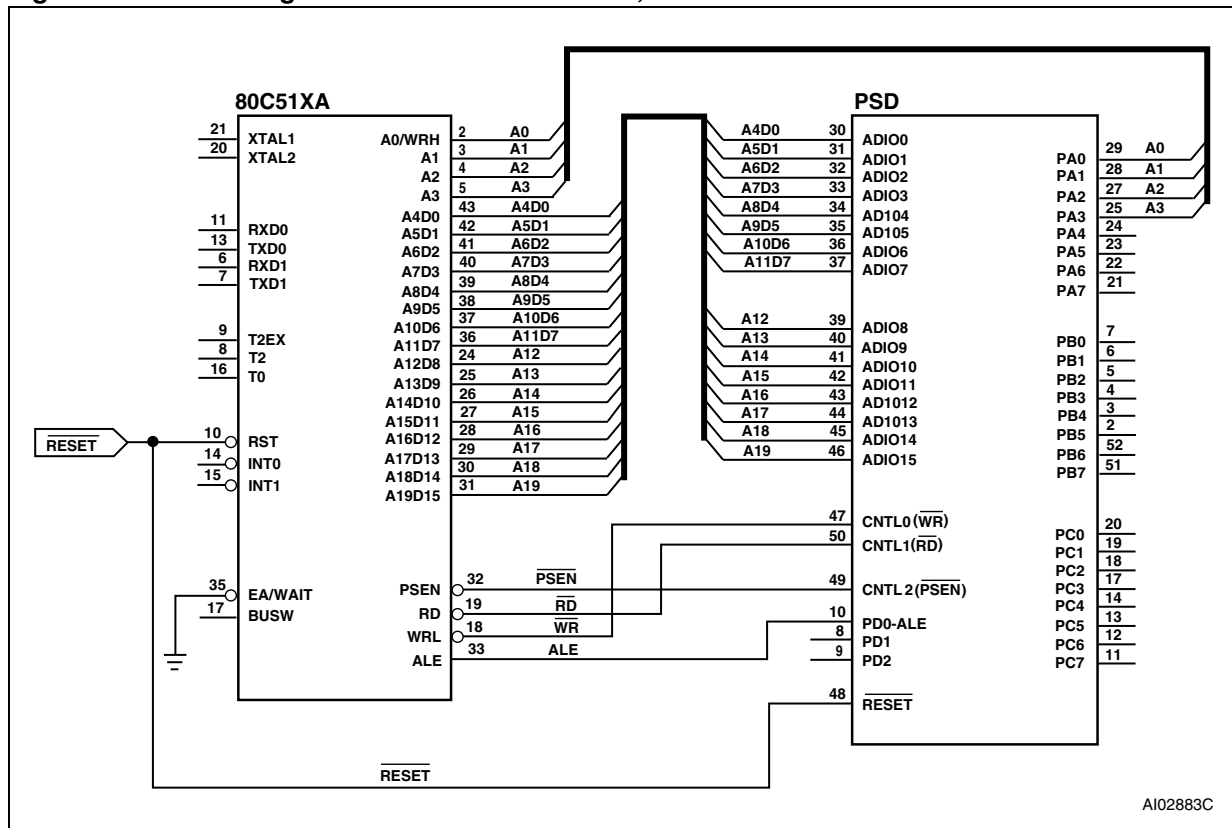 80C51XA
PSD
21 XTAL1
20 XTAL2
11 RXD0
13 TXD0
6 RXD1
7 TXD1
9 T2EX
8 T2
16 T0
RESET
10 RST
14 INT0
15 INT1
35 EA/WAIT
17 BUSW
A0/WRH 2 A0
A1 3 A1
A2 4 A2
A3 5 A3
A4D0 43 A4D0
A5D1 42 A5D1
A6D2 41 A6D2
A7D3 40 A7D3
A8D4 39 A8D4
A9D5 38 A9D5
A10D6 37 A10D6
A11D7 36 A11D7
A12D8 24 A12
A13D9 25 A13
A14D10 26 A14
A15D11 27 A15
A16D12 28 A16
A17D13 29 A17
A18D14 30 A18
A19D15 31 A19
PSEN 32 PSEN
RD 19 RD
WRL 18 WR
ALE 33 ALE
A4D0 30 ADIO0
A5D1 31 ADIO1
A6D2 32 ADIO2
A7D3 33 ADIO3
A8D4 34 AD104
A9D5 35 AD105
A10D6 36 ADIO6
A11D7 37 ADIO7
A12 39 ADIO8
A13 40 ADIO9
A14 41 ADIO10
A15 42 ADIO11
A16 43 AD1012
A17 44 AD1013
A18 45 ADIO14
A19 46 ADIO15
47 CNTL0(WR)
50 CNTL1(RD)
49 CNTL2(PSEN)
10 PD0-ALE
8 PD1
9 PD2
48 RESET
PA0 29 A0
PA1 28 A1
PA2 27 A2
PA3 25 A3
PA4 24
PA5 23
PA6 22
PA7 21
PB0 7
PB1 6
PB2 5
PB3 4
PB4 3
PB5 2
PB6 52
PB7 51
PC0 20
PC1 19
PC2 18
PC3 17
PC4 14
PC5 13
PC6 12
PC7 11
RESET
AI02883C